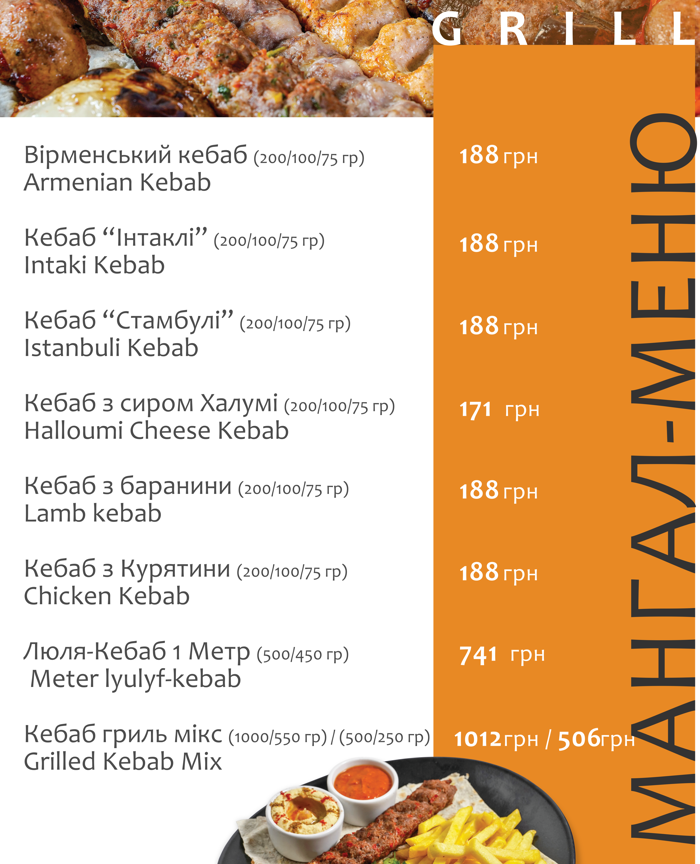 GRILL
Вірменський кебаб (200/100/75 гр) 188 грн
Armenian Kebab
Кебаб “Інтаклі” (200/100/75 гр) 188 грн
Intaki Kebab
Кебаб “Стамбулі” (200/100/75 гр) 188 грн
Istanbuli Kebab
Кебаб з сиром Халумі (200/100/75 гр) 171 грн
Halloumi Cheese Kebab
Кебаб з баранини (200/100/75 гр) 188 грн
Lamb kebab
Кебаб з Курятини (200/100/75 гр) 188 грн
Chicken Kebab
Люля-Кебаб 1 Метр (500/450 гр) 741 грн
Meter lyulyf-kebab
Кебаб гриль мікс (1000/550 гр) / (500/250 гр) 1012грн / 506грн
Grilled Kebab Mix
МАНГАЛ-МЕНЮ